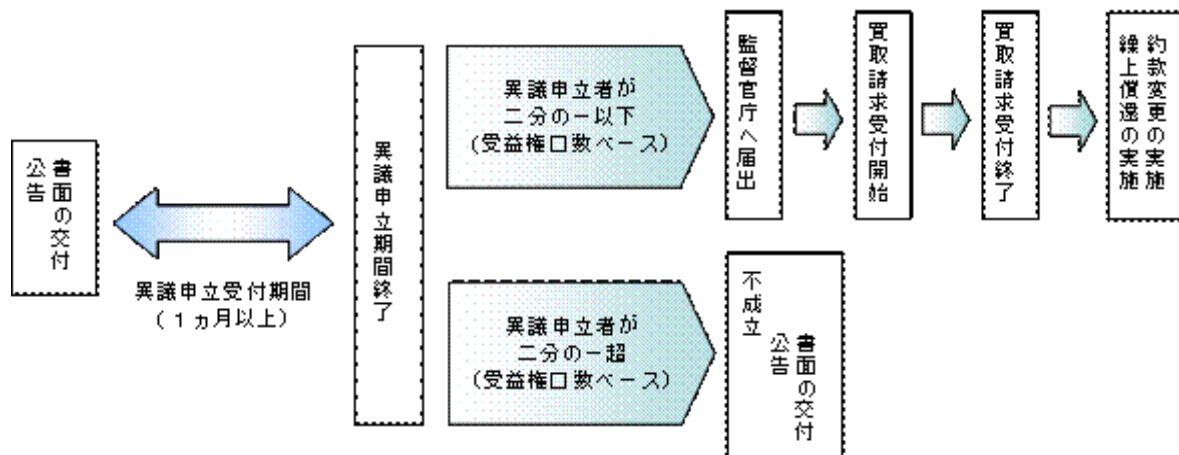 書面の交付
公告
異議申立受付期間
（１ヵ月以上）
異議申立期間終了
異議申立者が
二分の一以下
（受益権口数ベース）
監督官庁へ届出
買取請求受付開始
買取請求受付終了
約款変更の実施
繰上償還の実施
異議申立者が
二分の一超
（受益権口数ベース）
不成立
書面の交付
公告